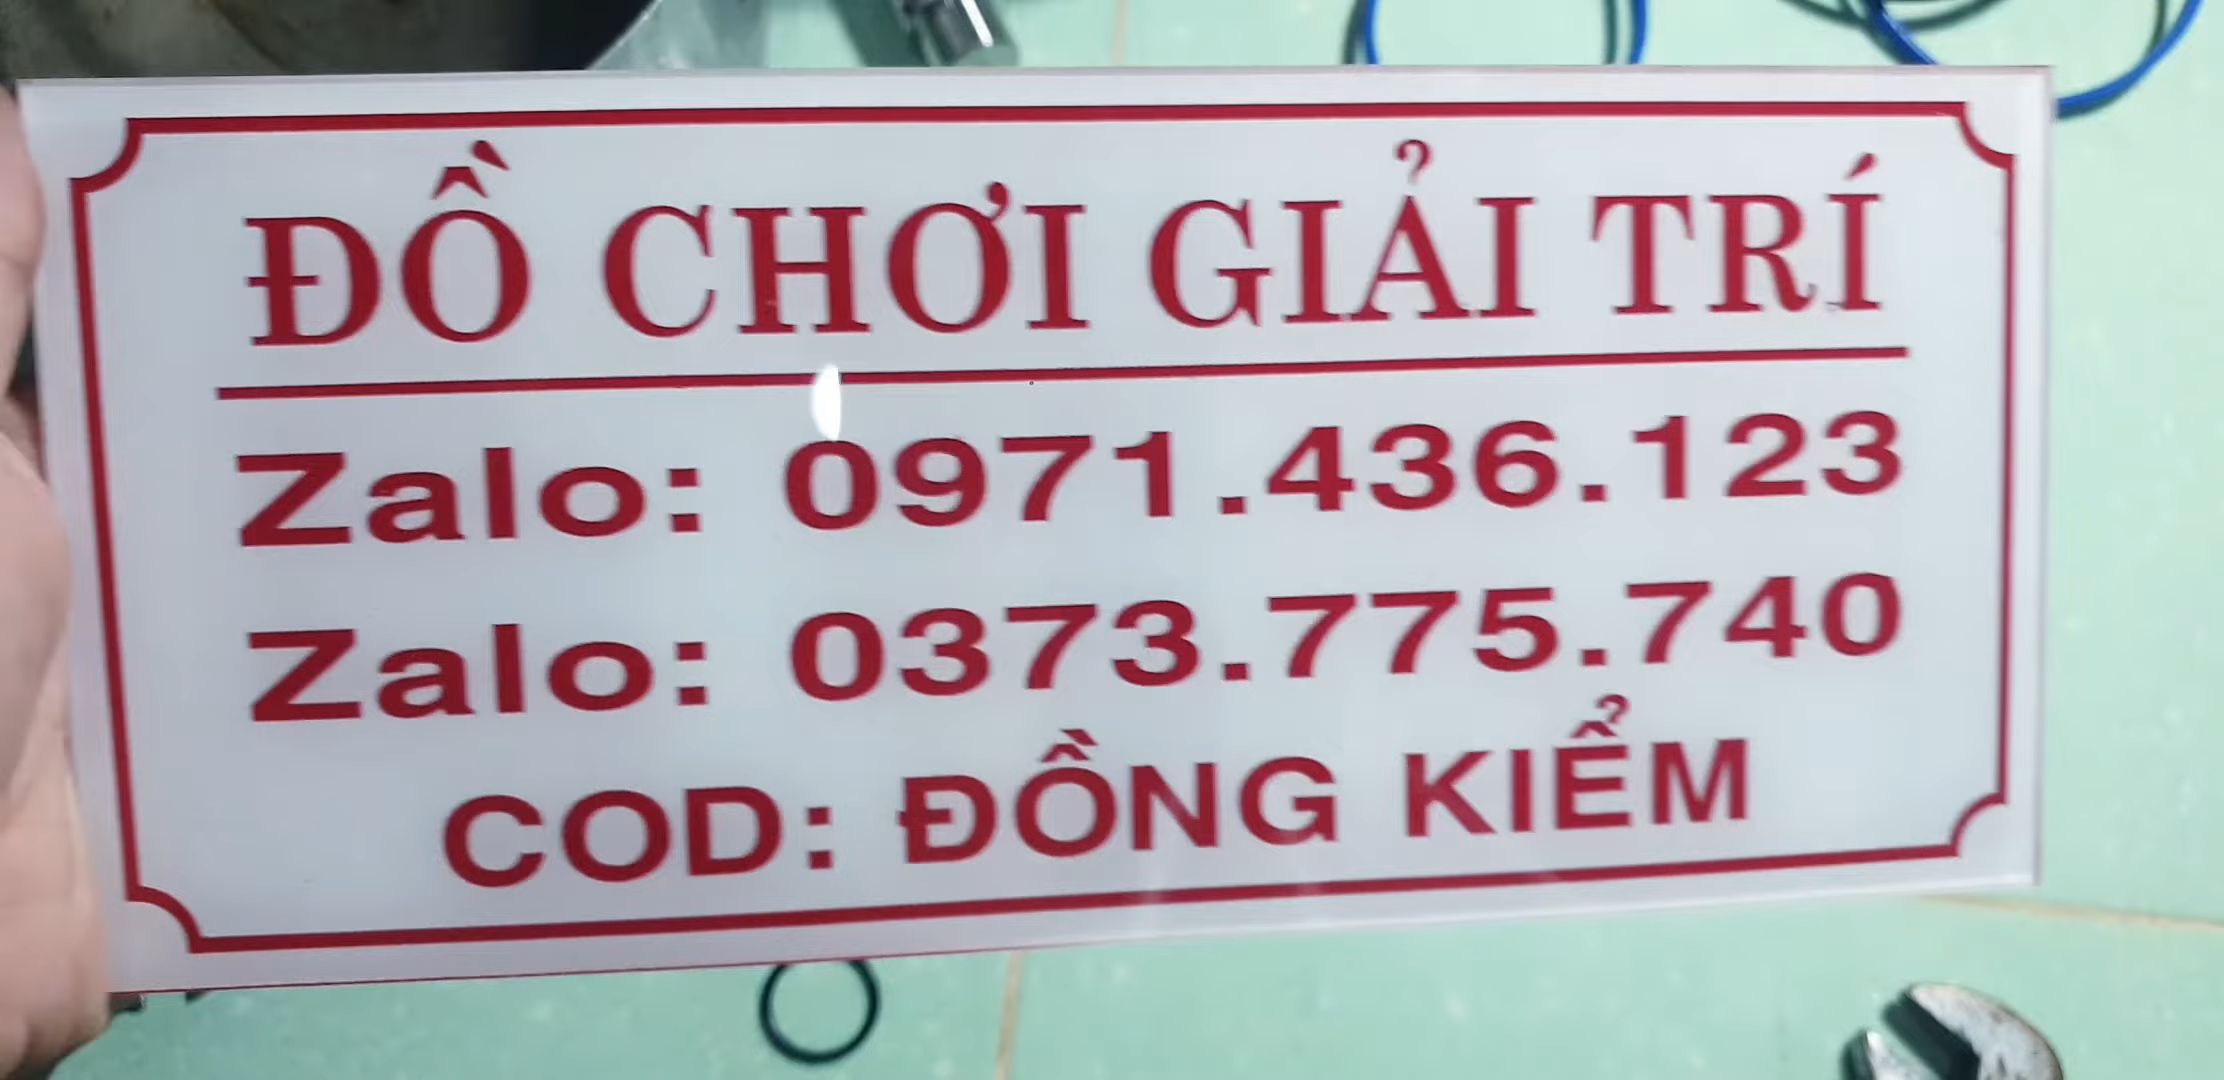 ĐỒ CHƠI GIẢI TRÍ
Zalo: 0971.436.123
Zalo: 0373.775.740
COD: ĐỒNG KIỂM